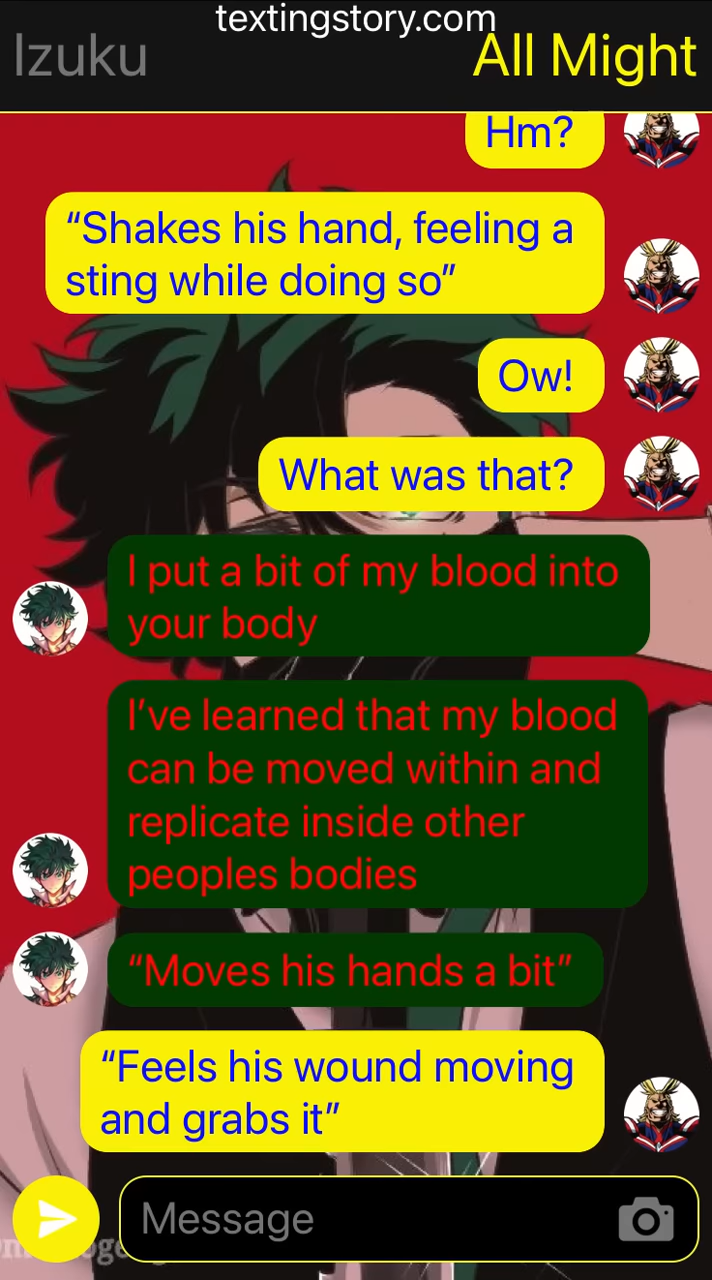 textingstory.com
Izuku
All Might
Hm?
“Shakes his hand, feeling a
sting while doing so”
Ow!
What was that?
I put a bit of my blood into
your body
I’ve learned that my blood
can be moved within and
replicate inside other
peoples bodies
“Moves his hands a bit”
“Feels his wound moving
and grabs it”
Message